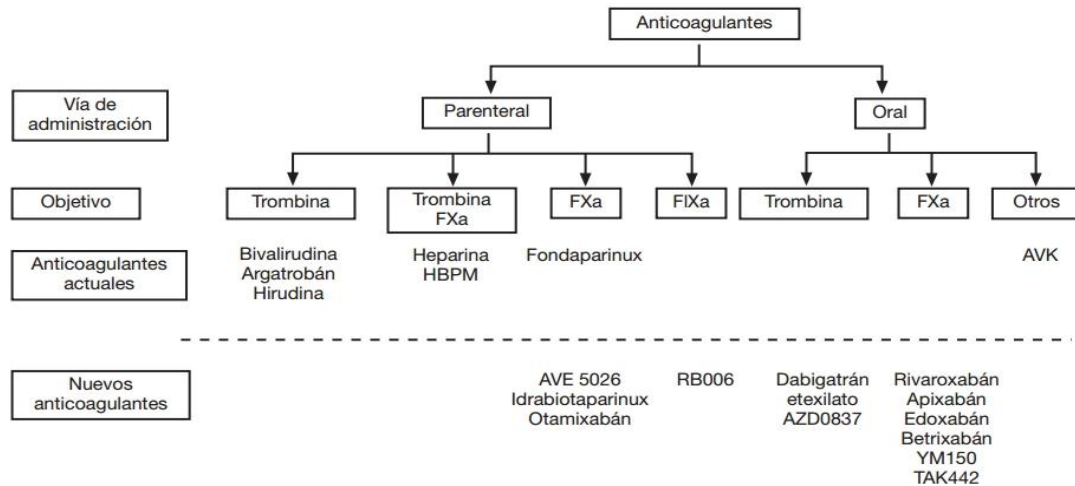 Anticoagulantes
Vía de
administración
Parenteral
Oral
Objetivo
Trombina
Trombina
FXa
FXa
FIXa
Trombina
FXa
Otros
Anticoagulantes
actuales
Bivalirudina
Argatrobán
Hirudina
Heparina
HBPM
Fondaparinux
AVK
Nuevos
anticoagulantes
AVE 5026
Idrabiotaparinux
Otamixabán
RB006
Dabigatrán
etexilato
AZD0837
Rivaroxabán
Apixabán
Edoxabán
Betrixabán
YM150
TAK442